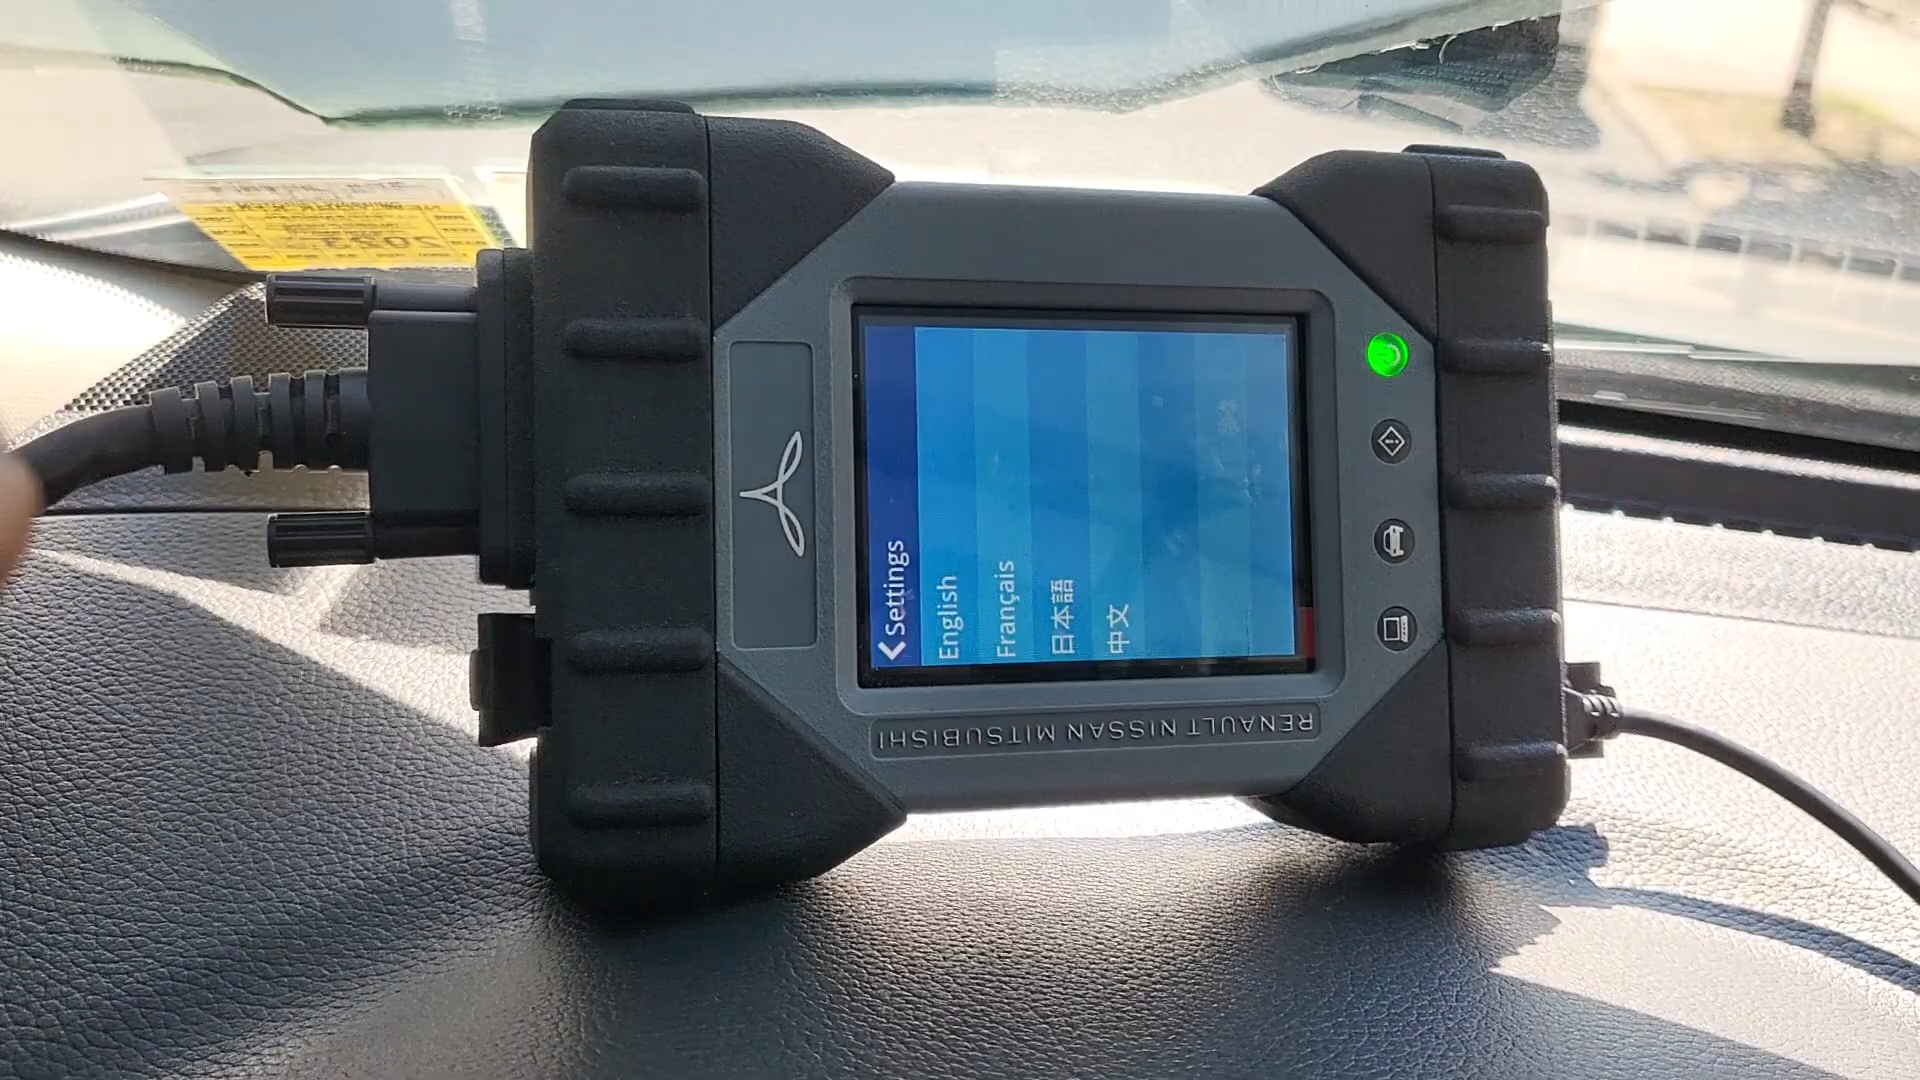 Settings
English
Français
日本語
中文
RENAULT NISSAN MITSUBISHI